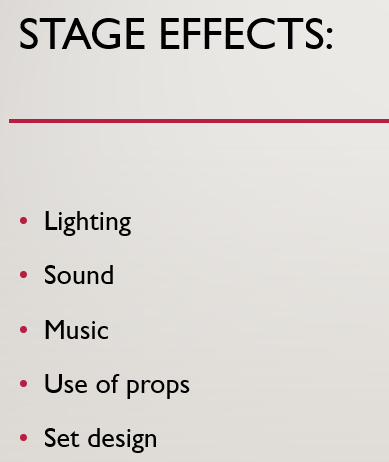 STAGE EFFECTS:
• Lighting
• Sound
• Music
• Use of props
• Set design